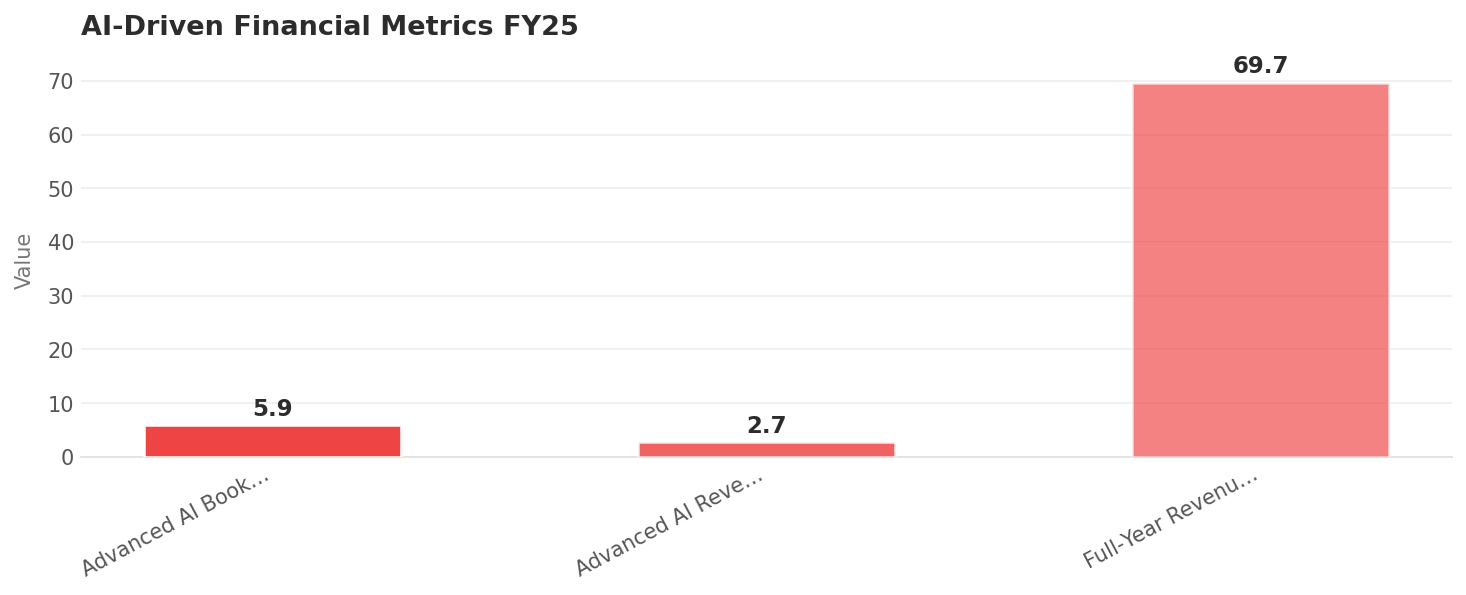 AI-Driven Financial Metrics FY25
Value
70
60
50
40
30
20
10
0
5.9
2.7
69.7
Advanced AI Book...
Advanced AI Reve...
Full-Year Revenu...